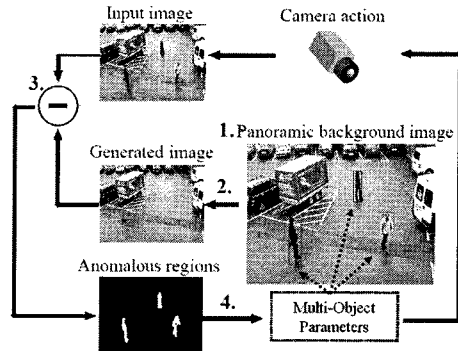 Input image
Camera action
3.
1. Panoramic background image
Generated image
2.
Anomalous regions
4.
Multi-Object
Parameters